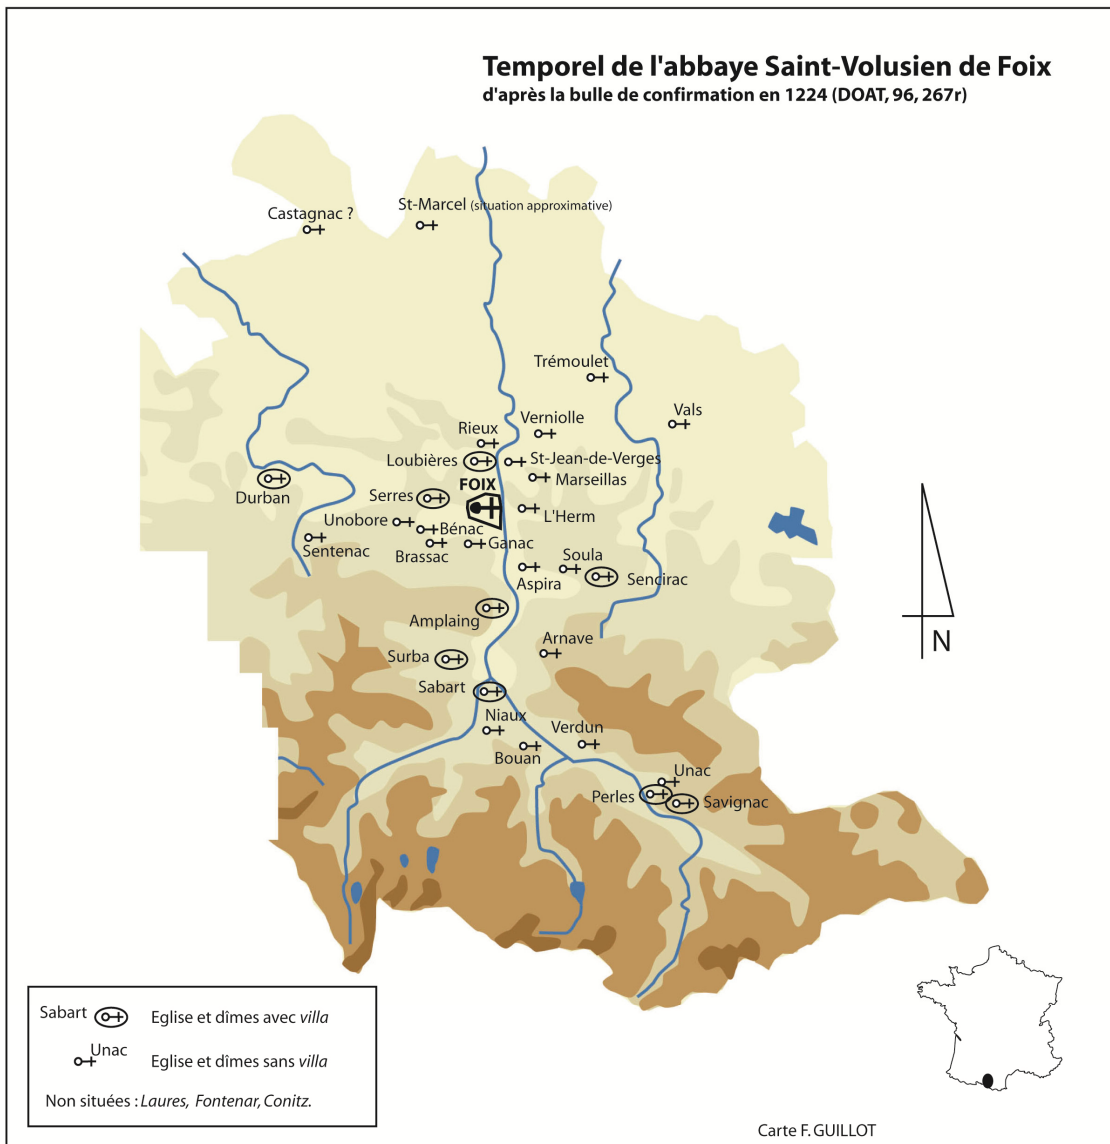 Temporel de l'abbaye Saint-Volusien de Foix
d'après la bulle de confirmation en 1224 (DOAT, 96, 267r)
St-Marcel (situation approximative)
Castagnac ?
Trémoulet
Vals
Verniolle
Rieux
Loubières
St-Jean-de-Verges
Marseillas
FOIX
Durban
Serres
L'Herm
Unobore
Bénac
Sentenac
Brassac
Ganac
Soula
Aspira
Sencirac
Amplaing
Arnave
Surba
Sabart
Niaux
Verdun
Bouan
Unac
Perles
Savignac
N
Sabart Eglise et dîmes avec villa
Unac Eglise et dîmes sans villa
Non situées : Laures, Fontenar, Conitz.
Carte F. GUILLOT